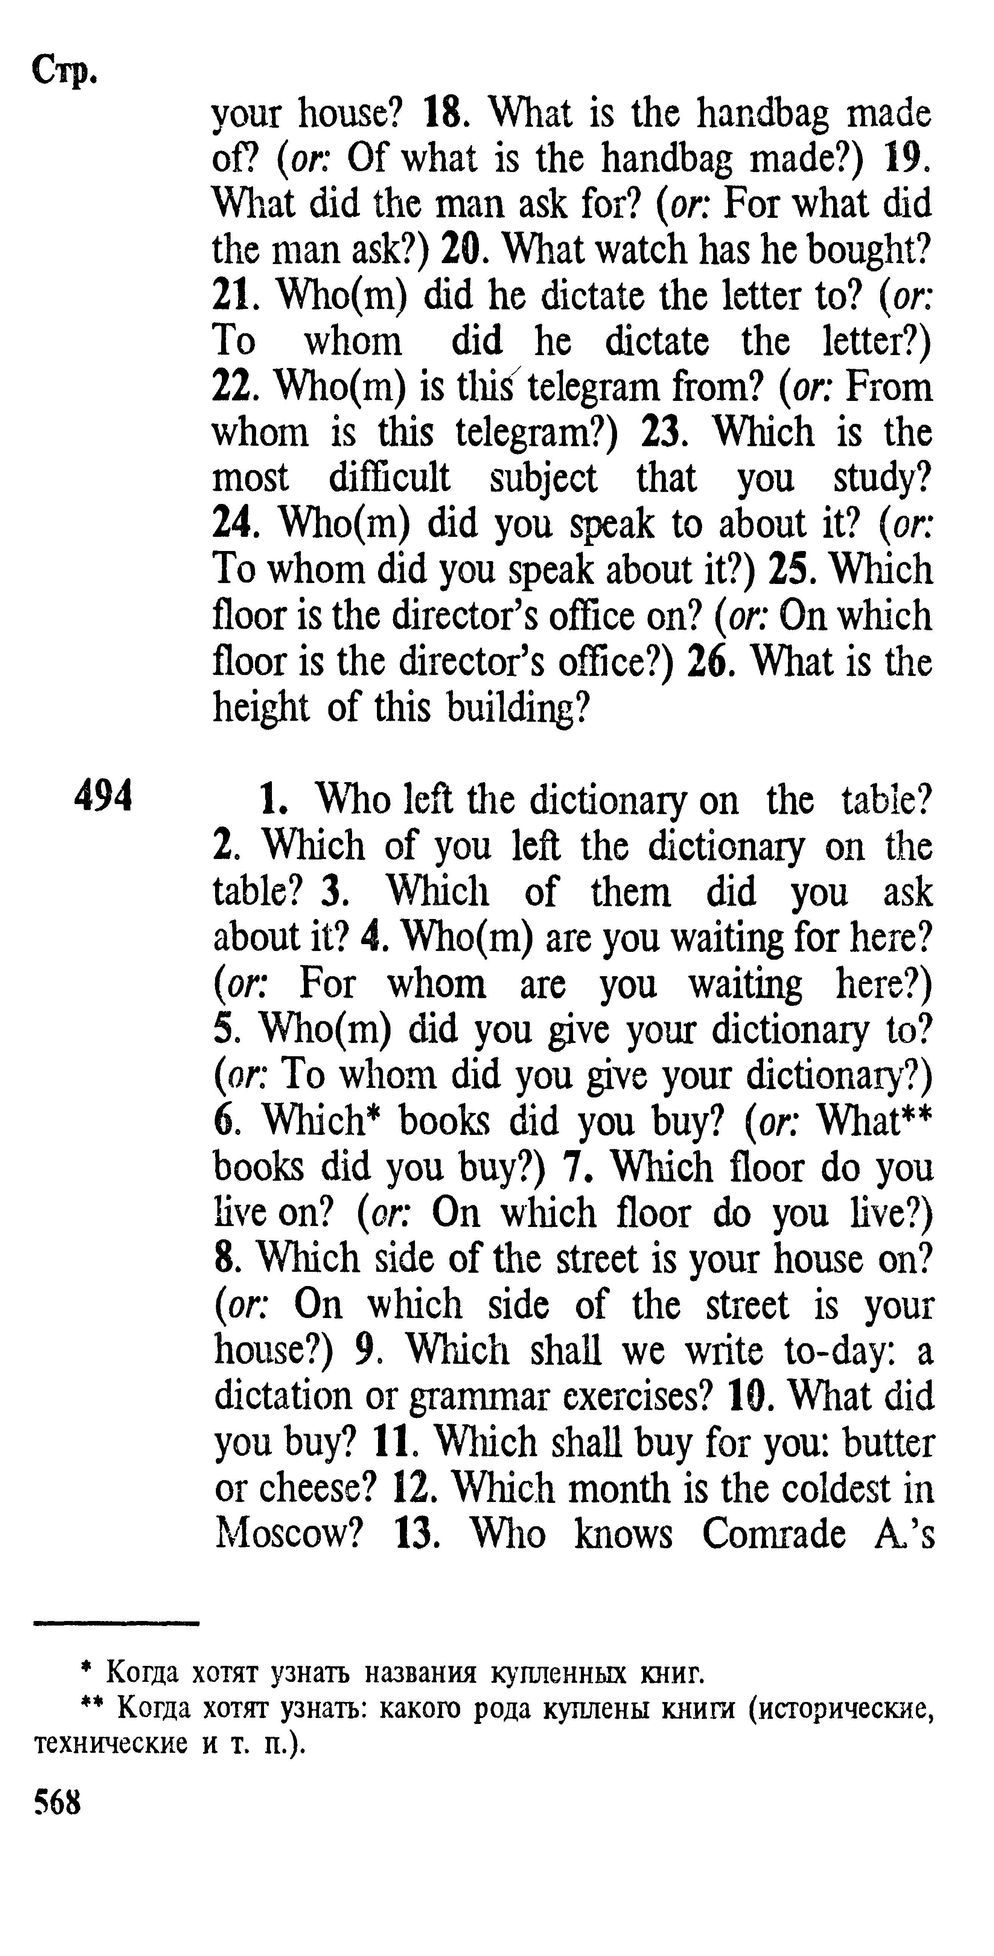 Стр.
your house? 18. What is the handbag made
of? (or: Of what is the handbag made?) 19.
What did the man ask for? (or: For what did
the man ask?) 20. What watch has he bought?
21. Who(m) did he dictate the letter to? (or:
To whom did he dictate the letter?)
22. Who(m) is this telegram from? (or: From
whom is this telegram?) 23. Which is the
most difficult subject that you study?
24. Who(m) did you speak to about it? (or:
To whom did you speak about it?) 25. Which
floor is the director's office on? (or: On which
floor is the director's office?) 26. What is the
height of this building?
494 1. Who left the dictionary on the table?
2. Which of you left the dictionary on the
table? 3. Which of them did you ask
about it? 4. Who(m) are you waiting for here?
(or: For whom are you waiting here?)
5. Who(m) did you give your dictionary to?
(or: To whom did you give your dictionary?)
6. Which* books did you buy? (or: What**
books did you buy?) 7. Which floor do you
live on? (or: On which floor do you live?)
8. Which side of the street is your house on?
(or: On which side of the street is your
house?) 9. Which shall we write to-day: a
dictation or grammar exercises? 10. What did
you buy? 11. Which shall buy for you: butter
or cheese? 12. Which month is the coldest in
Moscow? 13. Who knows Comrade A.'s
* Когда хотят узнать названия купленных книг.
** Когда хотят узнать: какого рода куплены книги (исторические,
технические и т. п.).
568